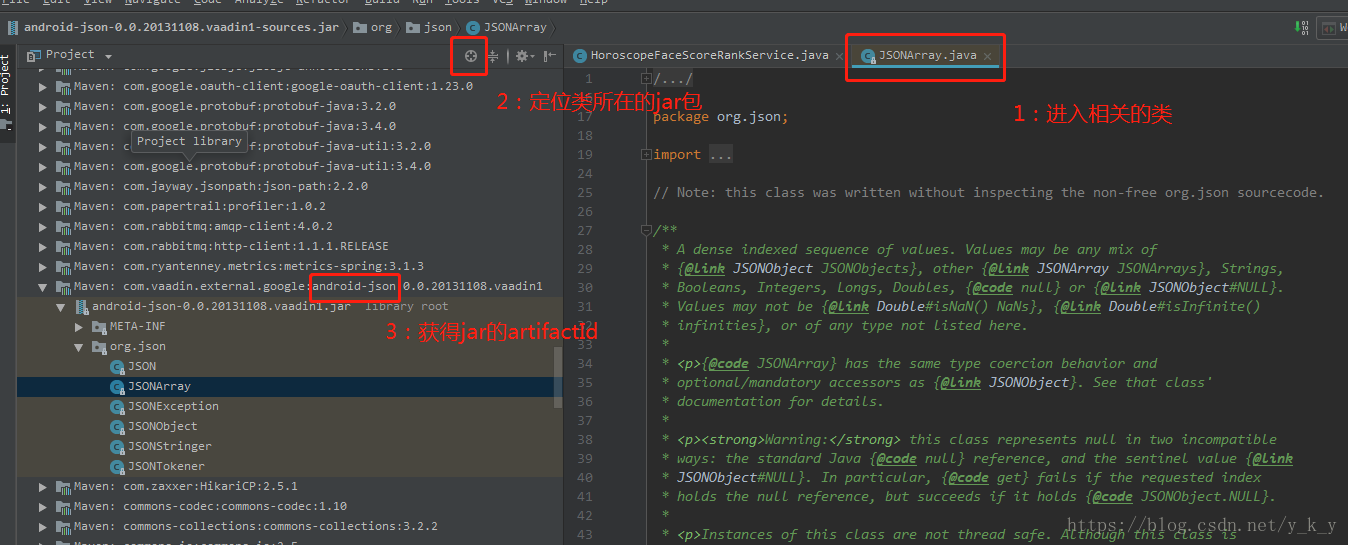 File Edit View Navigate Code Analyze Refactor Build Run Tools VCS Window Help
android-json-0.0.20131108.vaadin1-sources.jar org json JSONArray
1: Project
Project
Maven: com.google.oauth-client:google-oauth-client:1.23.0
Maven: com.google.protobuf:protobuf-java:3.2.0
Maven: com.google.protobuf:protobuf-java:3.4.0
Project library
Maven: com.google.protobuf:protobuf-java-util:3.2.0
Maven: com.google.protobuf:protobuf-java-util:3.4.0
Maven: com.jayway.jsonpath:json-path:2.2.0
Maven: com.papertrail:profiler:1.0.2
Maven: com.rabbitmq:amqp-client:4.0.2
Maven: com.rabbitmq:http-client:1.1.1.RELEASE
Maven: com.ryantenney.metrics:metrics-spring:3.1.3
Maven: com.vaadin.external.google:android-json:0.0.20131108.vaadin1
android-json-0.0.20131108.vaadin1.jar library root
META-INF
org.json
JSON
JSONArray
JSONException
JSONObject
JSONStringer
JSONTokener
Maven: com.zaxxer:HikariCP:2.5.1
Maven: commons-codec:commons-codec:1.10
Maven: commons-collections:commons-collections:3.2.2
2：定位类所在的jar包
3：获得jar的artifactId
HoroscopeFaceScoreRankService.java JSONArray.java
1：进入相关的类
1 /.../
17 package org.json;
18
19 import ...
24
25 // Note: this class was written without inspecting the non-free org.json sourcecode.
26
27 /**
28 * A dense indexed sequence of values. Values may be any mix of
29 * {@link JSONObject JSONObjects}, other {@link JSONArray JSONArrays}, Strings,
30 * Booleans, Integers, Longs, Doubles, {@code null} or {@link JSONObject#NULL}.
31 * Values may not be {@link Double#isNaN() NaNs}, {@link Double#isInfinite()
32 * infinities}, or of any type not listed here.
33 *
34 * <p>{@code JSONArray} has the same type coercion behavior and
35 * optional/mandatory accessors as {@link JSONObject}. See that class'
36 * documentation for details.
37 *
38 * <p><strong>Warning:</strong> this class represents null in two incompatible
39 * ways: the standard Java {@code null} reference, and the sentinel value {@link
40 * JSONObject#NULL}. In particular, {@code get} fails if the requested index
41 * holds the null reference, but succeeds if it holds {@code JSONObject.NULL}.
42 *
43 * <p>Instances of this class are not thread safe. Although this class is
https://blog.csdn.net/y_k_y